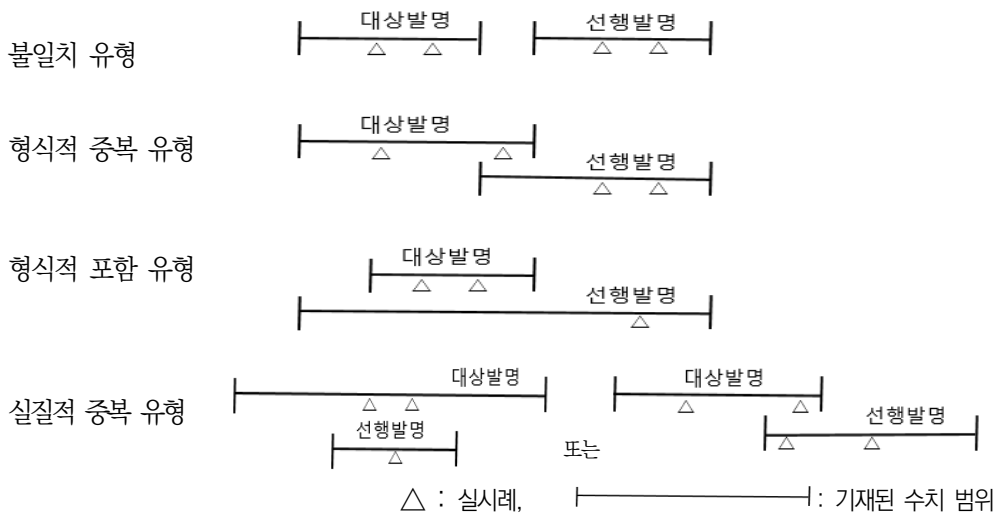 대상발명 선행발명
불일치 유형
대상발명
형식적 중복 유형
선행발명
대상발명
형식적 포함 유형
선행발명
대상발명 대상발명
실질적 중복 유형
선행발명 선행발명
또는
△ : 실시례, : 기재된 수치 범위